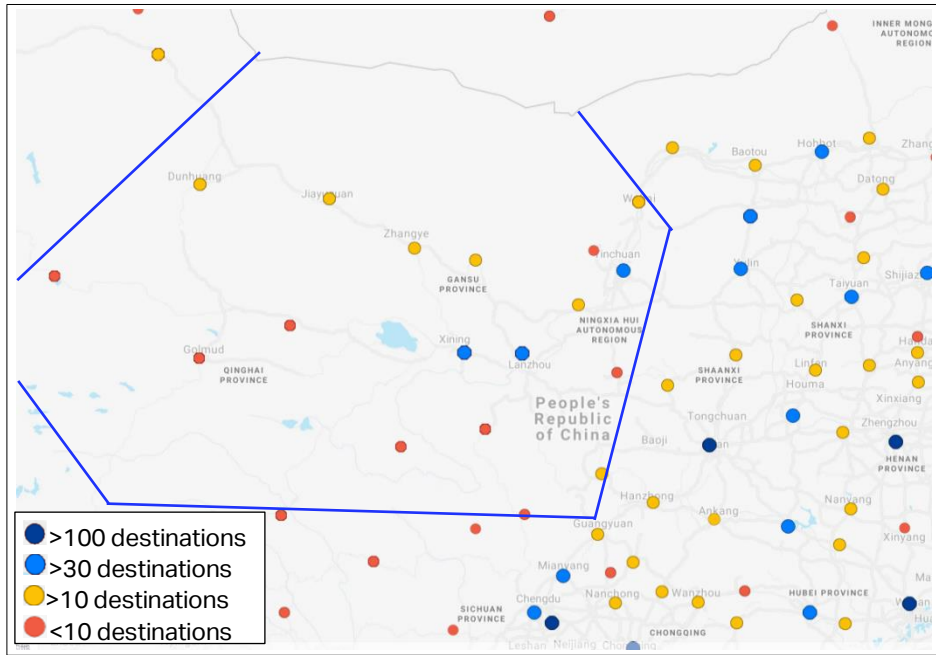 INNER MONG
AUTONOMOUS
REGION
Hohhot
Baotou
Zhang
Dunhuang
Datong
Jiayuguan
Zhangye
Yinchuan
Yulin
Taiyuan
Shijiaz
GANSU
PROVINCE
NINGXIA HUI
AUTONOMOUS
REGION
SHANXI
PROVINCE
Xining
Lanzhou
Golmud
QINGHAI
PROVINCE
SHAANXI
PROVINCE
Linfen
Houma
Handa
Anyang
Xinxiang
People's
Republic
of China
Tongchuan
Baoji
Zhengzhou
HENAN
PROVINCE
Hanzhong
Ankang
Nanyang
Guangyuan
Xinyang
>100 destinations
>30 destinations
>10 destinations
<10 destinations
Mianyang
Chengdu
Nanchong
Wanzhou
HUBEI PROVINCE
SICHUAN
PROVINCE
CHONGQING
Leshan
Neijiang